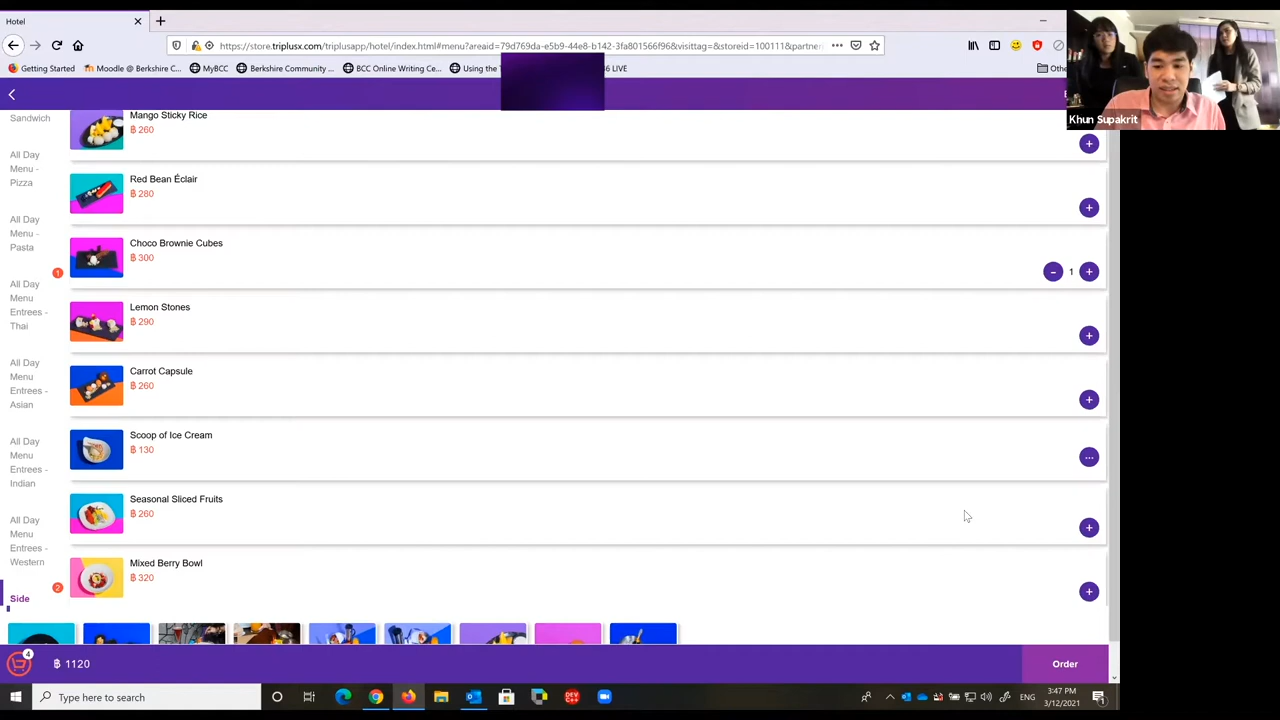 Hotel
https://store.triplusx.com/triplusapp/hotel/index.html#menu?areaid=79d769da-e5b9-44e8-b142-3fa801566f96&visittag=&storeid=100111&partner
Getting Started
Moodle @ Berkshire C...
MyBCC
Berkshire Community ...
BCC Online Writing Ce...
Using the
6 LIVE
Khun Supakrit
Sandwich
All Day
Menu -
Pizza
All Day
Menu -
Pasta
1
All Day
Menu
Entrees -
Thai
All Day
Menu
Entrees -
Asian
All Day
Menu
Entrees -
Indian
All Day
Menu
Entrees -
Western
2
Side
Mango Sticky Rice
฿ 260
+
Red Bean Éclair
฿ 280
+
Choco Brownie Cubes
฿ 300
- 1 +
Lemon Stones
฿ 290
+
Carrot Capsule
฿ 260
+
Scoop of Ice Cream
฿ 130
...
Seasonal Sliced Fruits
฿ 260
+
Mixed Berry Bowl
฿ 320
+
4
฿ 1120
Order
Type here to search
DEV
C++
ENG
3:47 PM
3/12/2021
1